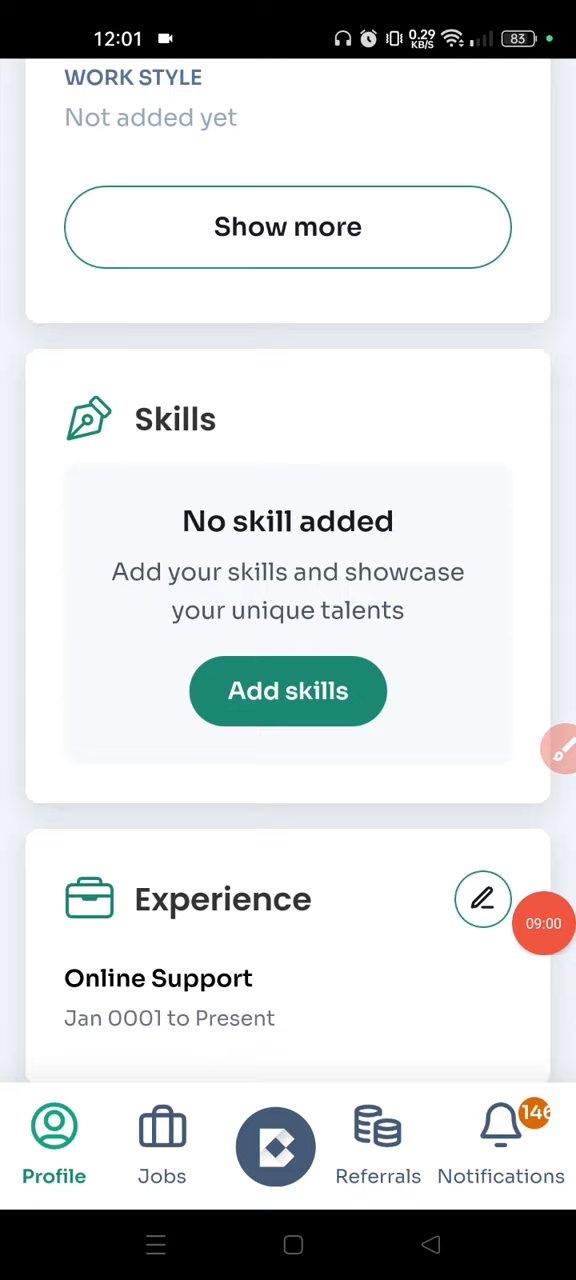 12:01
0.29
KB/S
83
WORK STYLE
Not added yet
Show more
Skills
No skill added
Add your skills and showcase
your unique talents
Add skills
Experience
09:00
Online Support
Jan 0001 to Present
146
Profile
Jobs
Referrals
Notifications